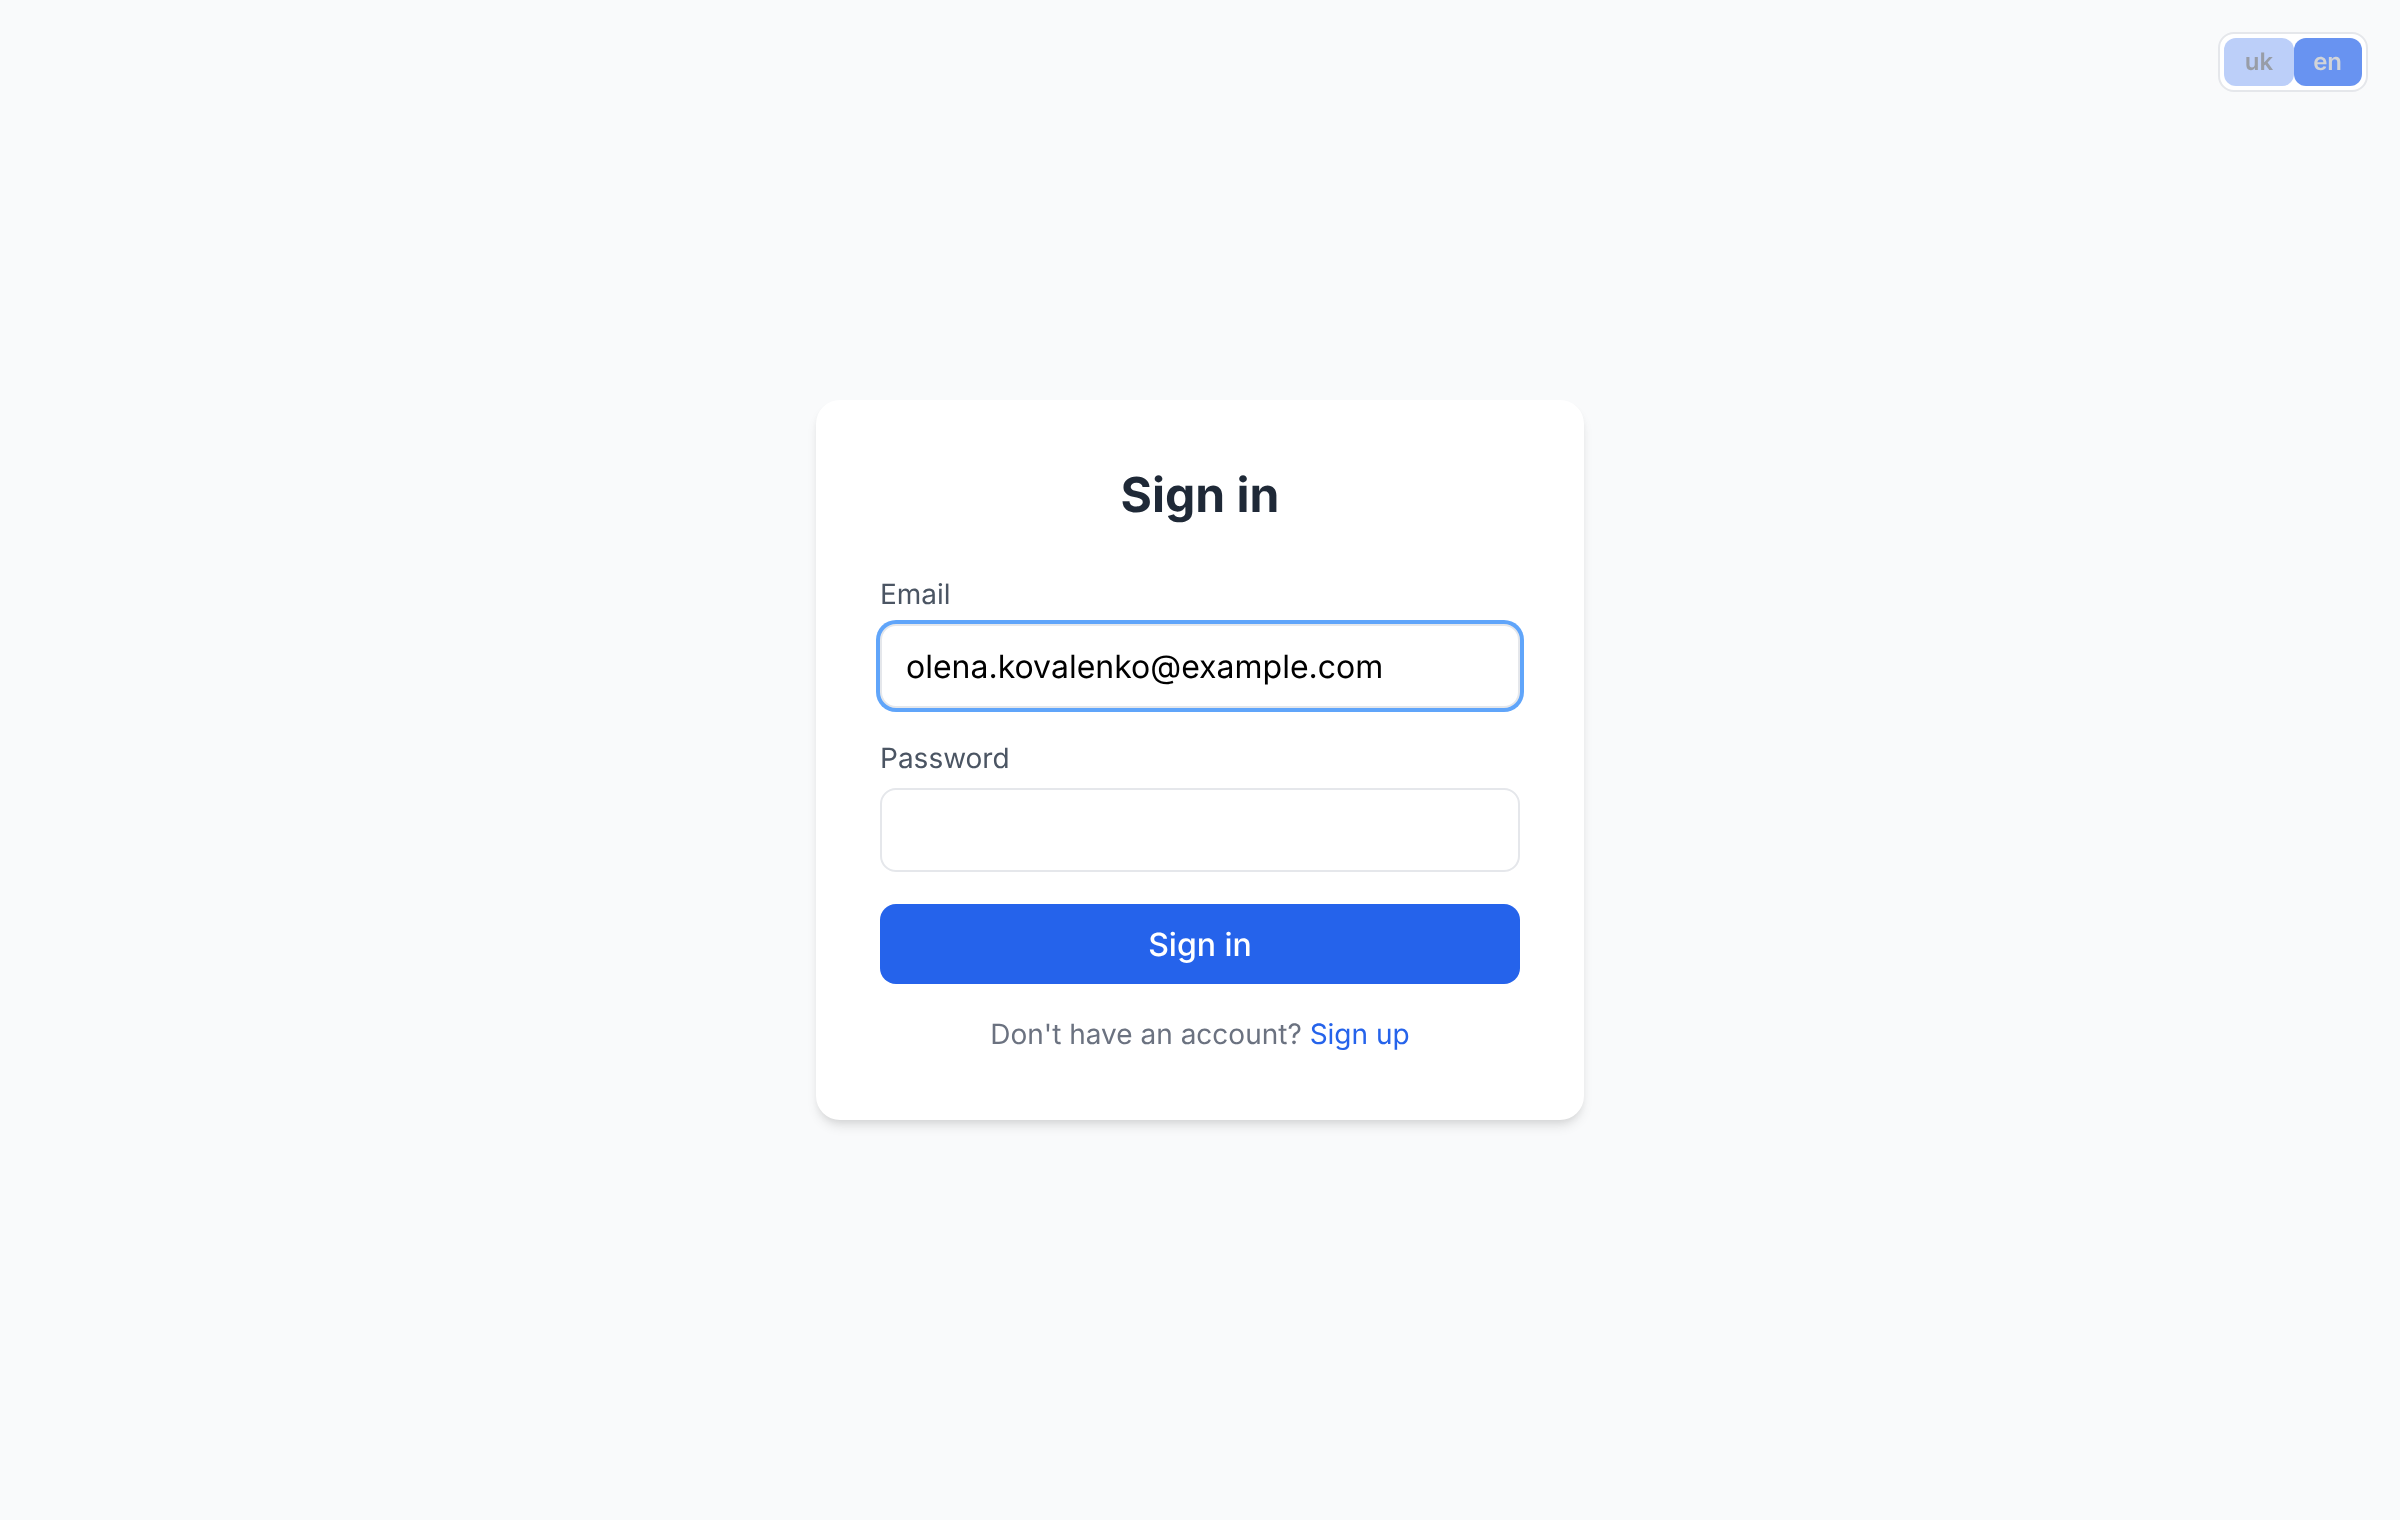 uk en
Sign in
Email
olena.kovalenko@example.com
Password
Sign in
Don't have an account? Sign up